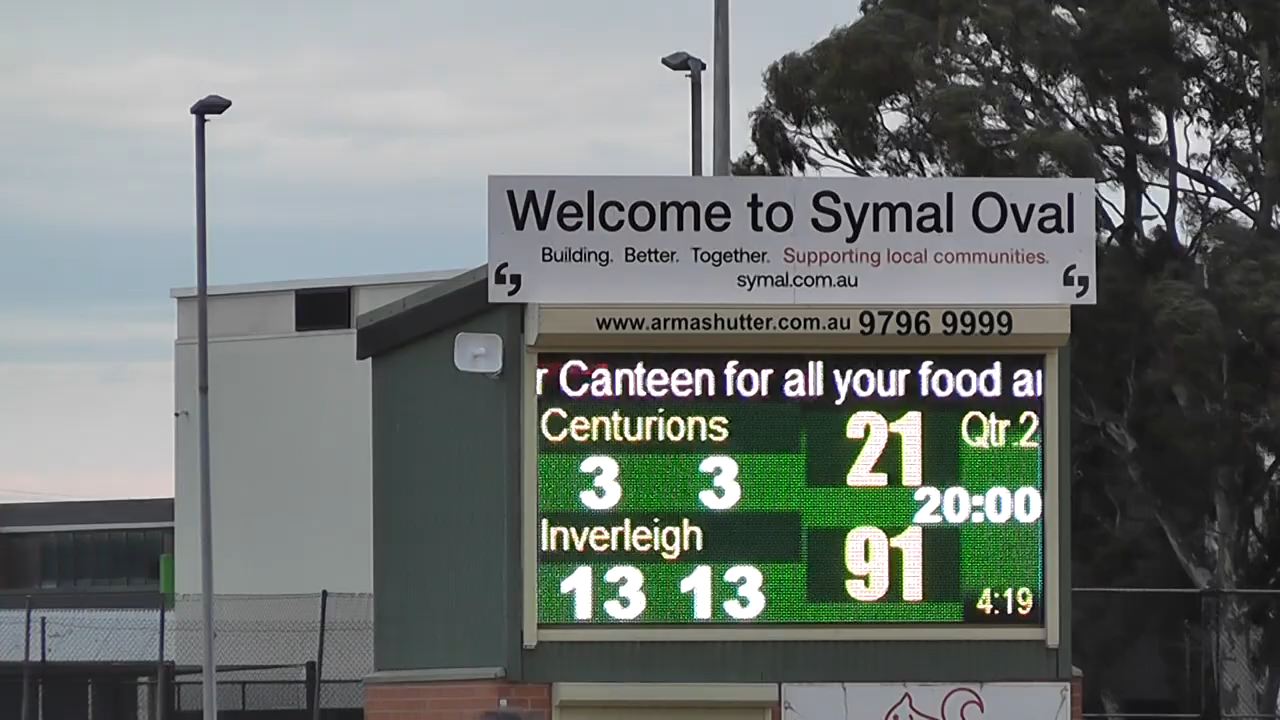 Welcome to Symal Oval
Building. Better. Together. Supporting local communities.
symal.com.au
www.armashutter.com.au 9796 9999
r Canteen for all your food a
Centurions 21 Qtr 2
3 3
20:00
Inverleigh 91
13 13
4:19